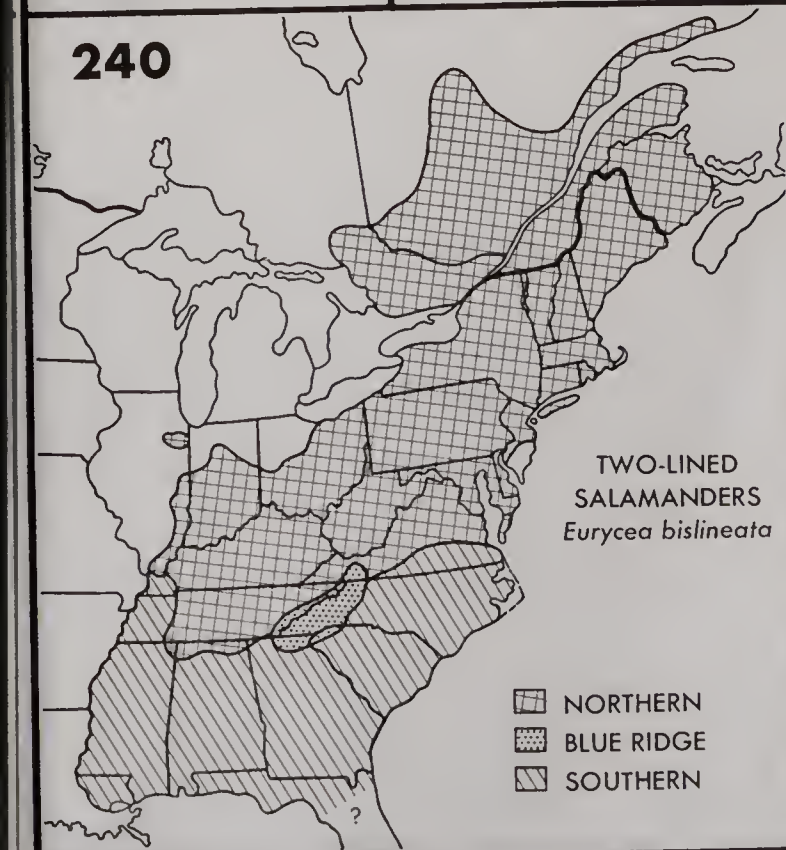 240
TWO-LINED
SALAMANDERS
Eurycea bislineata
NORTHERN
BLUE RIDGE
SOUTHERN
?